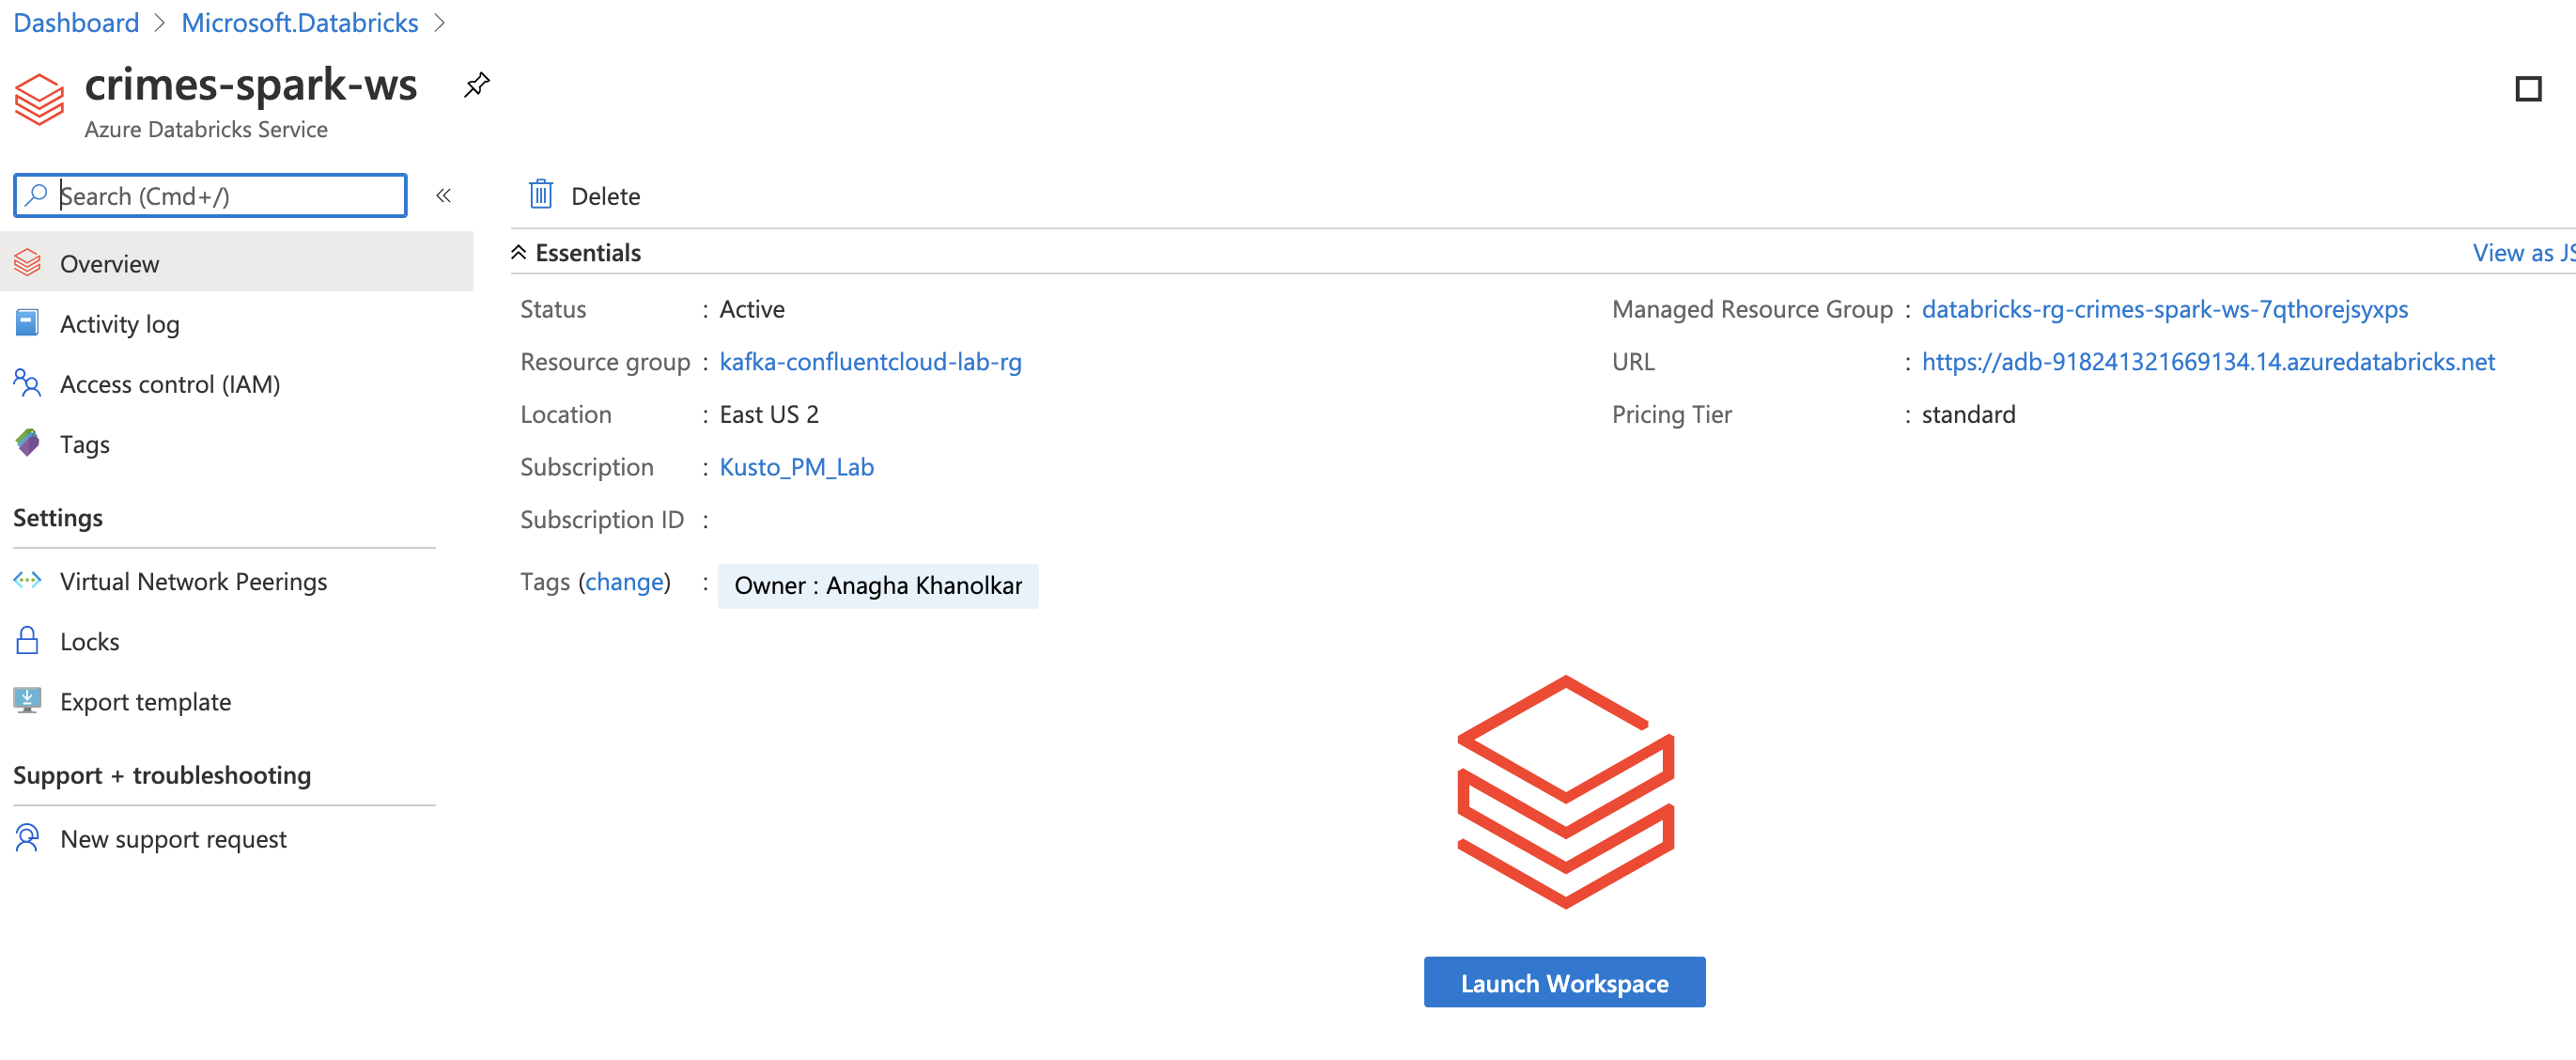 Dashboard > Microsoft.Databricks >
crimes-spark-ws
Azure Databricks Service
Search (Cmd+/)
«
Overview
Activity log
Access control (IAM)
Tags
Settings
Virtual Network Peerings
Locks
Export template
Support + troubleshooting
New support request
Delete
Essentials
View as JS
Status : Active
Resource group : kafka-confluentcloud-lab-rg
Location : East US 2
Subscription : Kusto_PM_Lab
Subscription ID :
Tags (change) : Owner : Anagha Khanolkar
Managed Resource Group : databricks-rg-crimes-spark-ws-7qthorejsyxps
URL : https://adb-918241321669134.14.azuredatabricks.net
Pricing Tier : standard
Launch Workspace